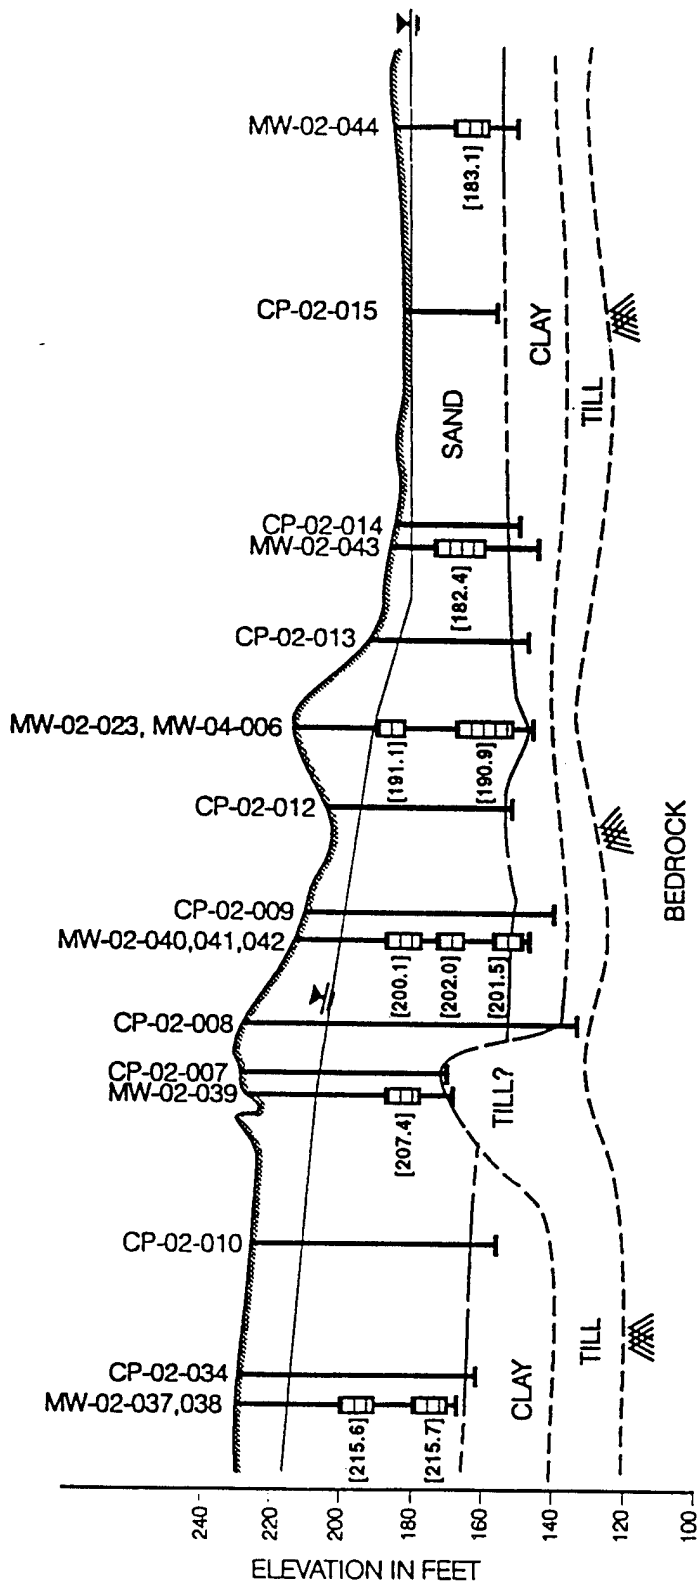 MW-02-044
[183.1]
CP-02-015
CLAY
TILL
SAND
CP-02-014
MW-02-043
[182.4]
CP-02-013
MW-02-023, MW-04-006
[191.1]
[190.9]
CP-02-012
BEDROCK
CP-02-009
MW-02-040,041,042
[200.1]
[202.0]
[201.5]
CP-02-008
CP-02-007
MW-02-039
[207.4]
TILL?
CP-02-010
CP-02-034
MW-02-037,038
[215.6]
[215.7]
CLAY
TILL
240
220
200
180
160
140
120
100
ELEVATION IN FEET